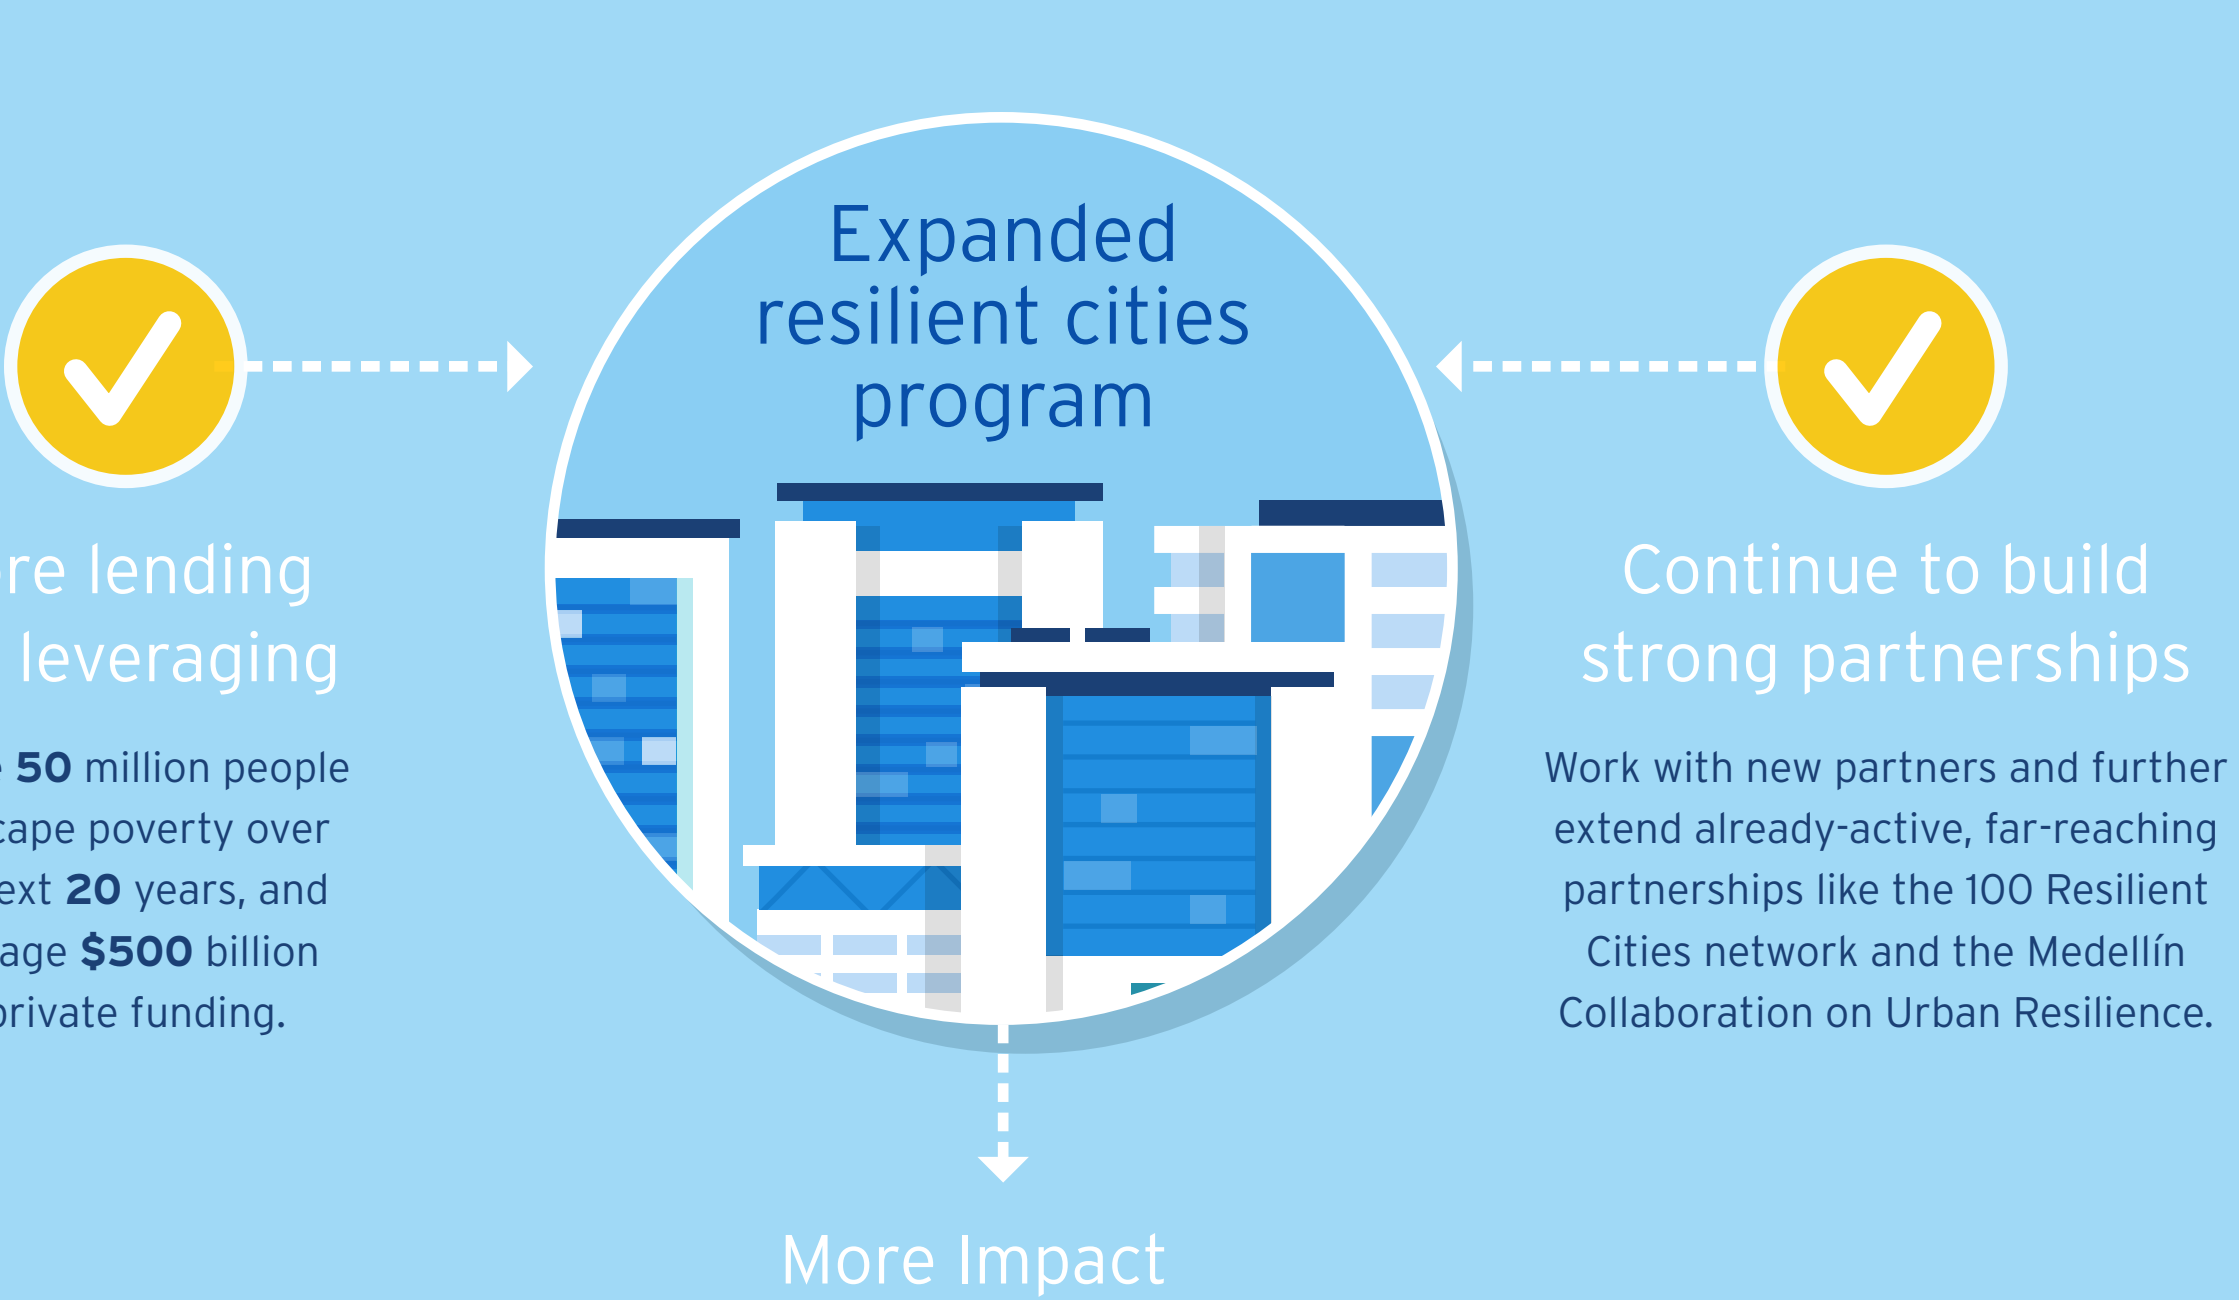 Expanded
resilient cities
program
re lending
leveraging
50 million people
cape poverty over
ext 20 years, and
age $500 billion
private funding.
Continue to build
strong partnerships
Work with new partners and further
extend already-active, far-reaching
partnerships like the 100 Resilient
Cities network and the Medellín
Collaboration on Urban Resilience.
More Impact